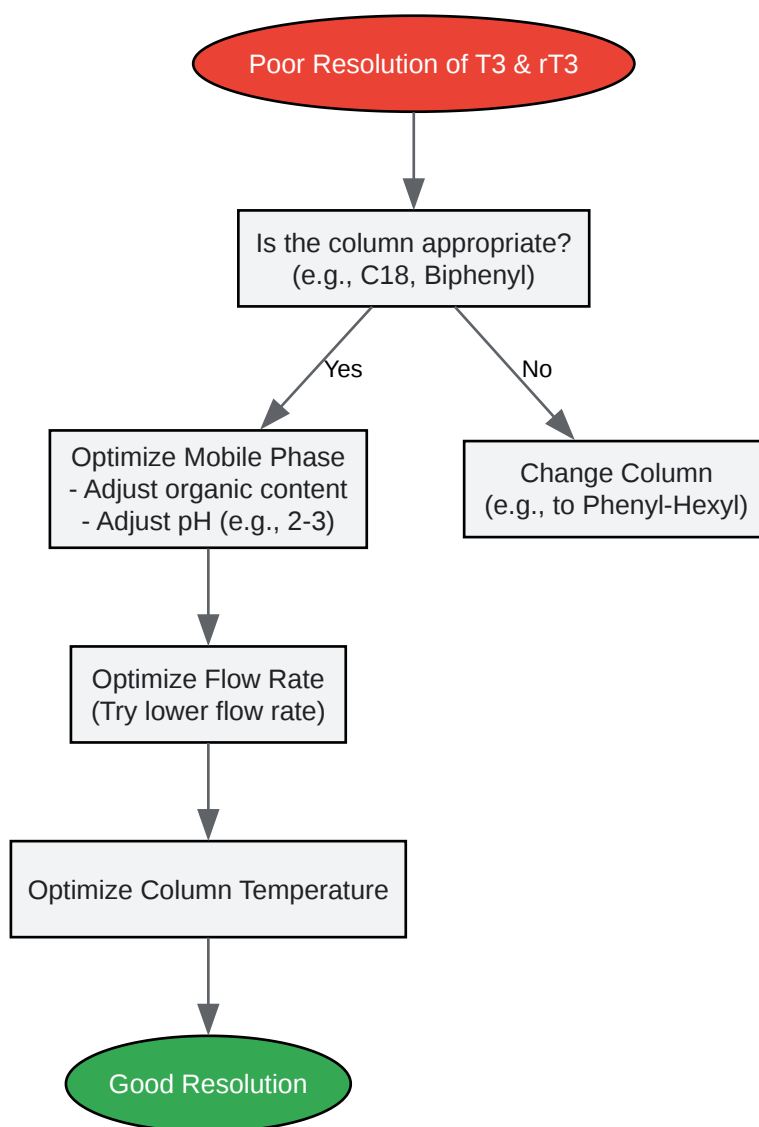 Poor Resolution of T3 & rT3
Is the column appropriate?
(e.g., C18, Biphenyl)
Yes
No
Optimize Mobile Phase
- Adjust organic content
- Adjust pH (e.g., 2-3)
Change Column
(e.g., to Phenyl-Hexyl)
Optimize Flow Rate
(Try lower flow rate)
Optimize Column Temperature
Good Resolution